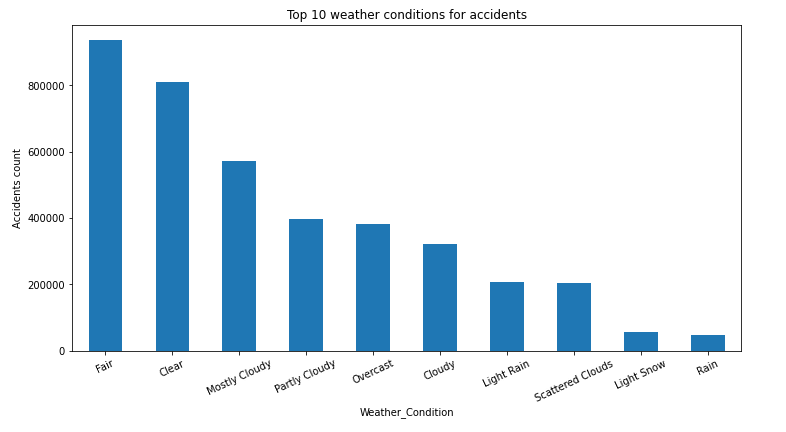 Top 10 weather conditions for accidents
Accidents count
800000
600000
400000
200000
0
Fair
Clear
Mostly Cloudy
Partly Cloudy
Overcast
Cloudy
Light Rain
Scattered Clouds
Light Snow
Rain
Weather_Condition